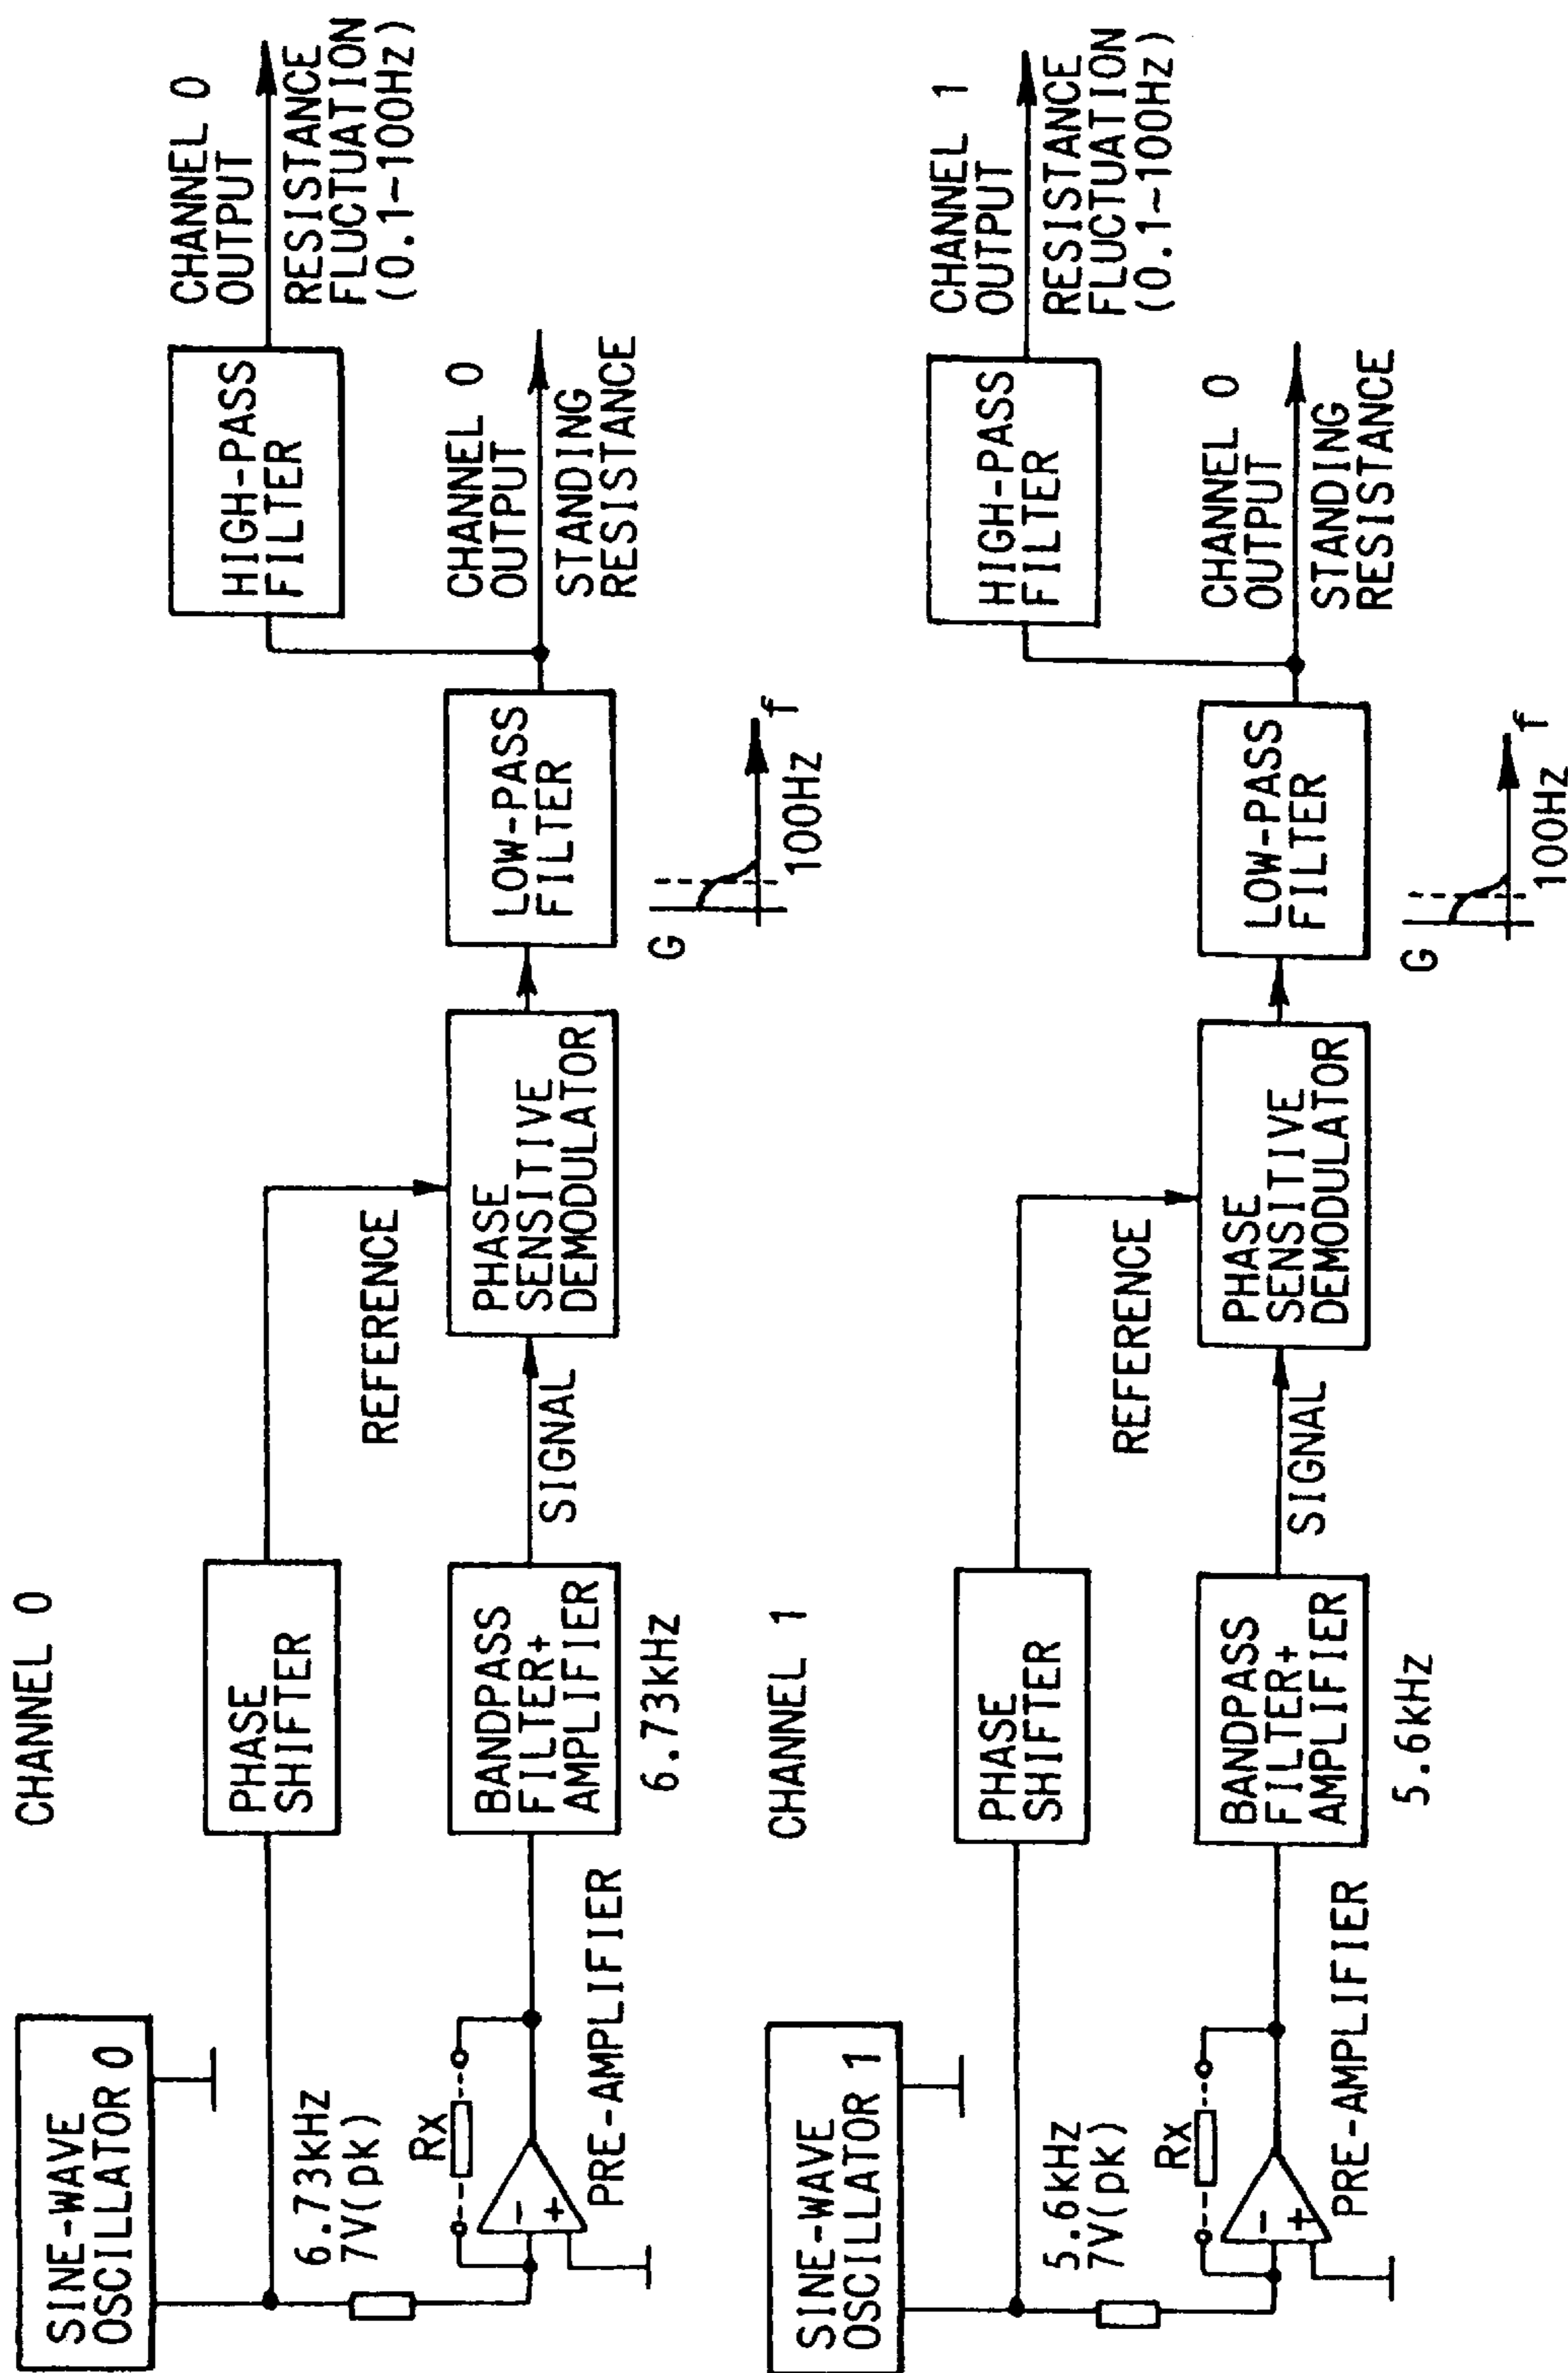 CHANNEL 0
SINE-WAVE
OSCILLATOR 0
6.73kHz
7V(pk)
Rx
−
+
PRE-AMPLIFIER
PHASE
SHIFTER
BANDPASS
FILTER+
AMPLIFIER
6.73kHz
REFERENCE
SIGNAL
PHASE
SENSITIVE
DEMODULATOR
LOW-PASS
FILTER
G
f
100Hz
HIGH-PASS
FILTER
CHANNEL 0
OUTPUT
RESISTANCE
FLUCTUATION
(0.1~100Hz)
CHANNEL 0
OUTPUT
STANDING
RESISTANCE
CHANNEL 1
SINE-WAVE
OSCILLATOR 1
5.6kHz
7V(pk)
Rx
−
+
PRE-AMPLIFIER
PHASE
SHIFTER
BANDPASS
FILTER+
AMPLIFIER
5.6kHz
REFERENCE
SIGNAL
PHASE
SENSITIVE
DEMODULATOR
LOW-PASS
FILTER
G
f
100Hz
HIGH-PASS
FILTER
CHANNEL 1
OUTPUT
RESISTANCE
FLUCTUATION
(0.1~100Hz)
CHANNEL 0
OUTPUT
STANDING
RESISTANCE